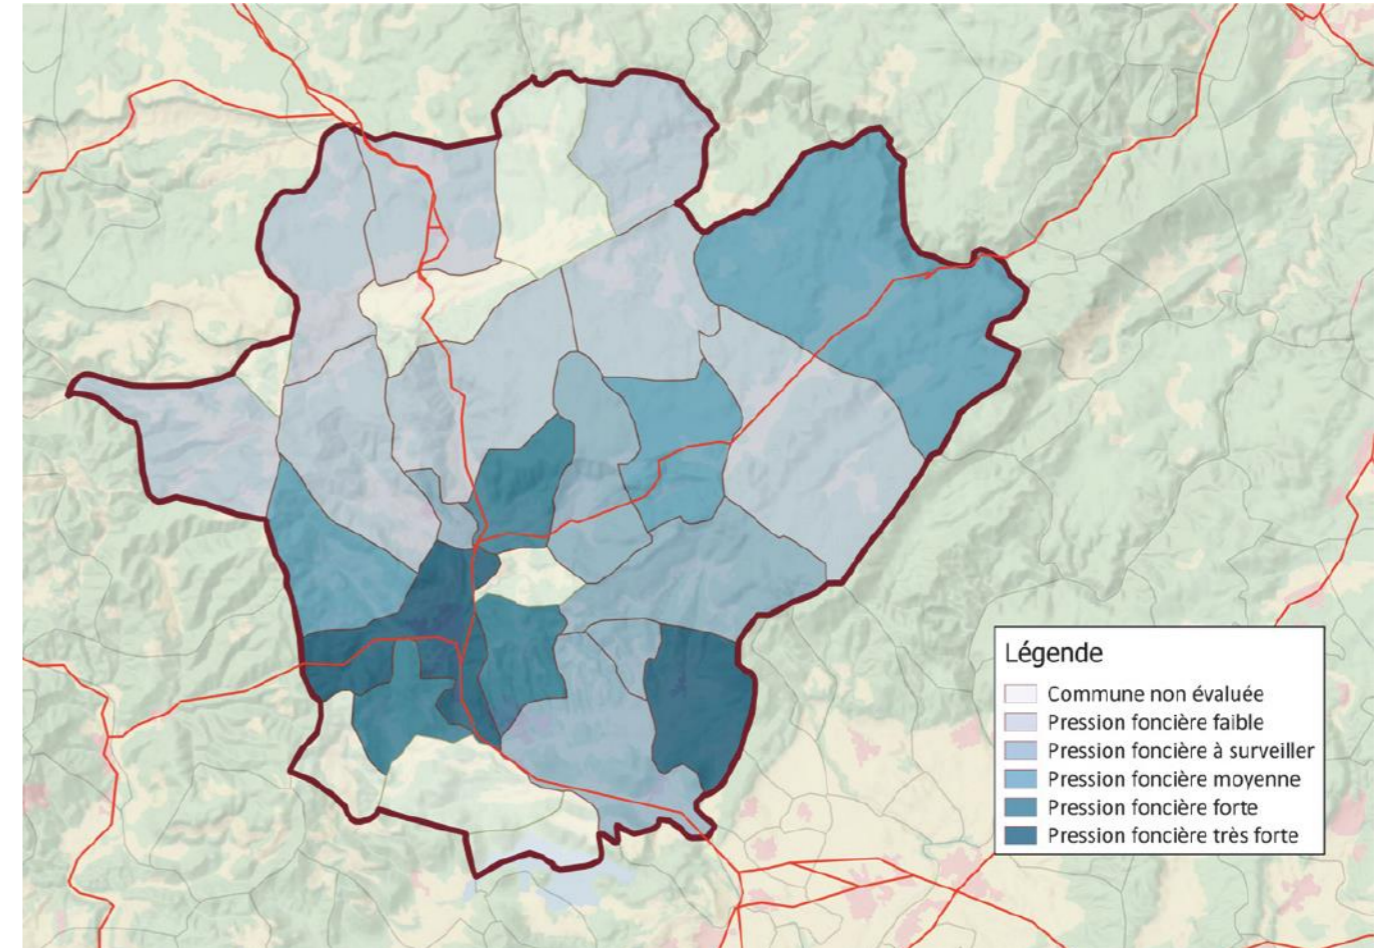 Légende
Commune non évaluée
Pression foncière faible
Pression foncière à surveiller
Pression foncière moyenne
Pression foncière forte
Pression foncière très forte